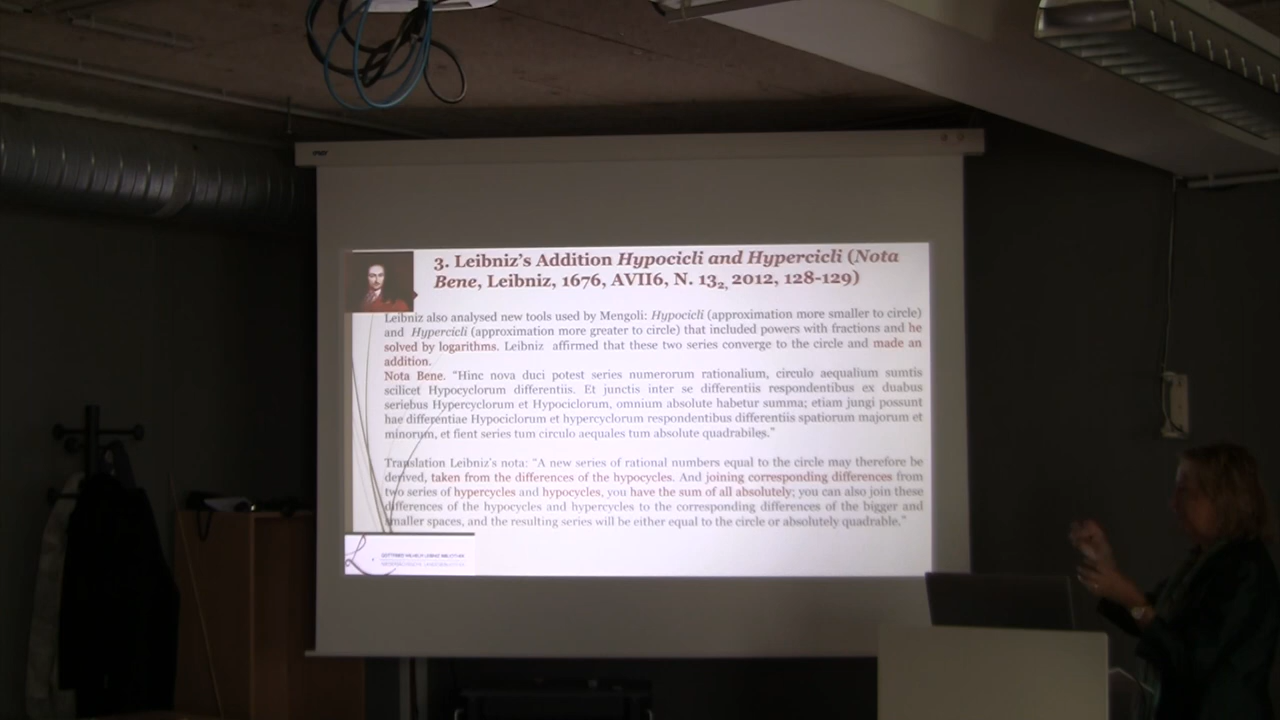 3. Leibniz's Addition Hypocicli and Hypercicli (Nota
Bene, Leibniz, 1676, AVII6, N. 13₂, 2012, 128-129)
Leibniz also analysed new tools used by Mengoli: Hypocicli (approximation more smaller to circle)
and Hypercicli (approximation more greater to circle) that included powers with fractions and he
solved by logarithms. Leibniz affirmed that these two series converge to the circle and made an
addition.
Nota Bene. “Hinc nova duci potest series numerorum rationalium, circulo aequalium sumtis
scilicet Hypocyclorum differentiis. Et junctis inter se differentiis respondentibus ex duabus
seriebus Hypercyclorum et Hypociclorum, omnium absolute habetur summa; etiam jungi possunt
hae differentiae Hypociclorum et hypercyclorum respondentibus differentiis spatiorum majorum et
minorum, et fient series tum circulo aequales tum absolute quadrabiles.”
Translation Leibniz's nota: “A new series of rational numbers equal to the circle may therefore be
derived, taken from the differences of the hypocycles. And joining corresponding differences from
two series of hypercycles and hypocycles, you have the sum of all absolutely; you can also join these
differences of the hypocycles and hypercycles to the corresponding differences of the bigger and
smaller spaces, and the resulting series will be either equal to the circle or absolutely quadrable.”
GOTTFRIED WILHELM LEIBNIZ BIBLIOTHEK